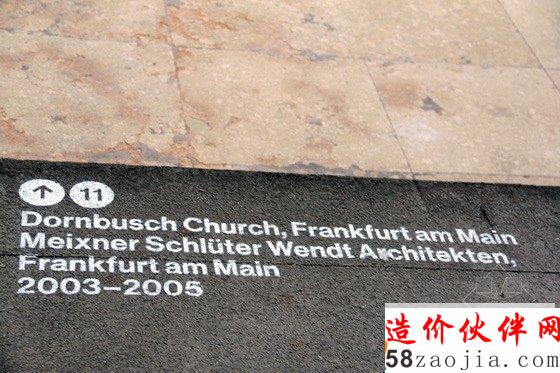 ↑ 11
Dornbusch Church, Frankfurt am Main
Meixner Schlüter Wendt Architekten,
Frankfurt am Main
2003–2005
造价伙伴网
58zaojia.com